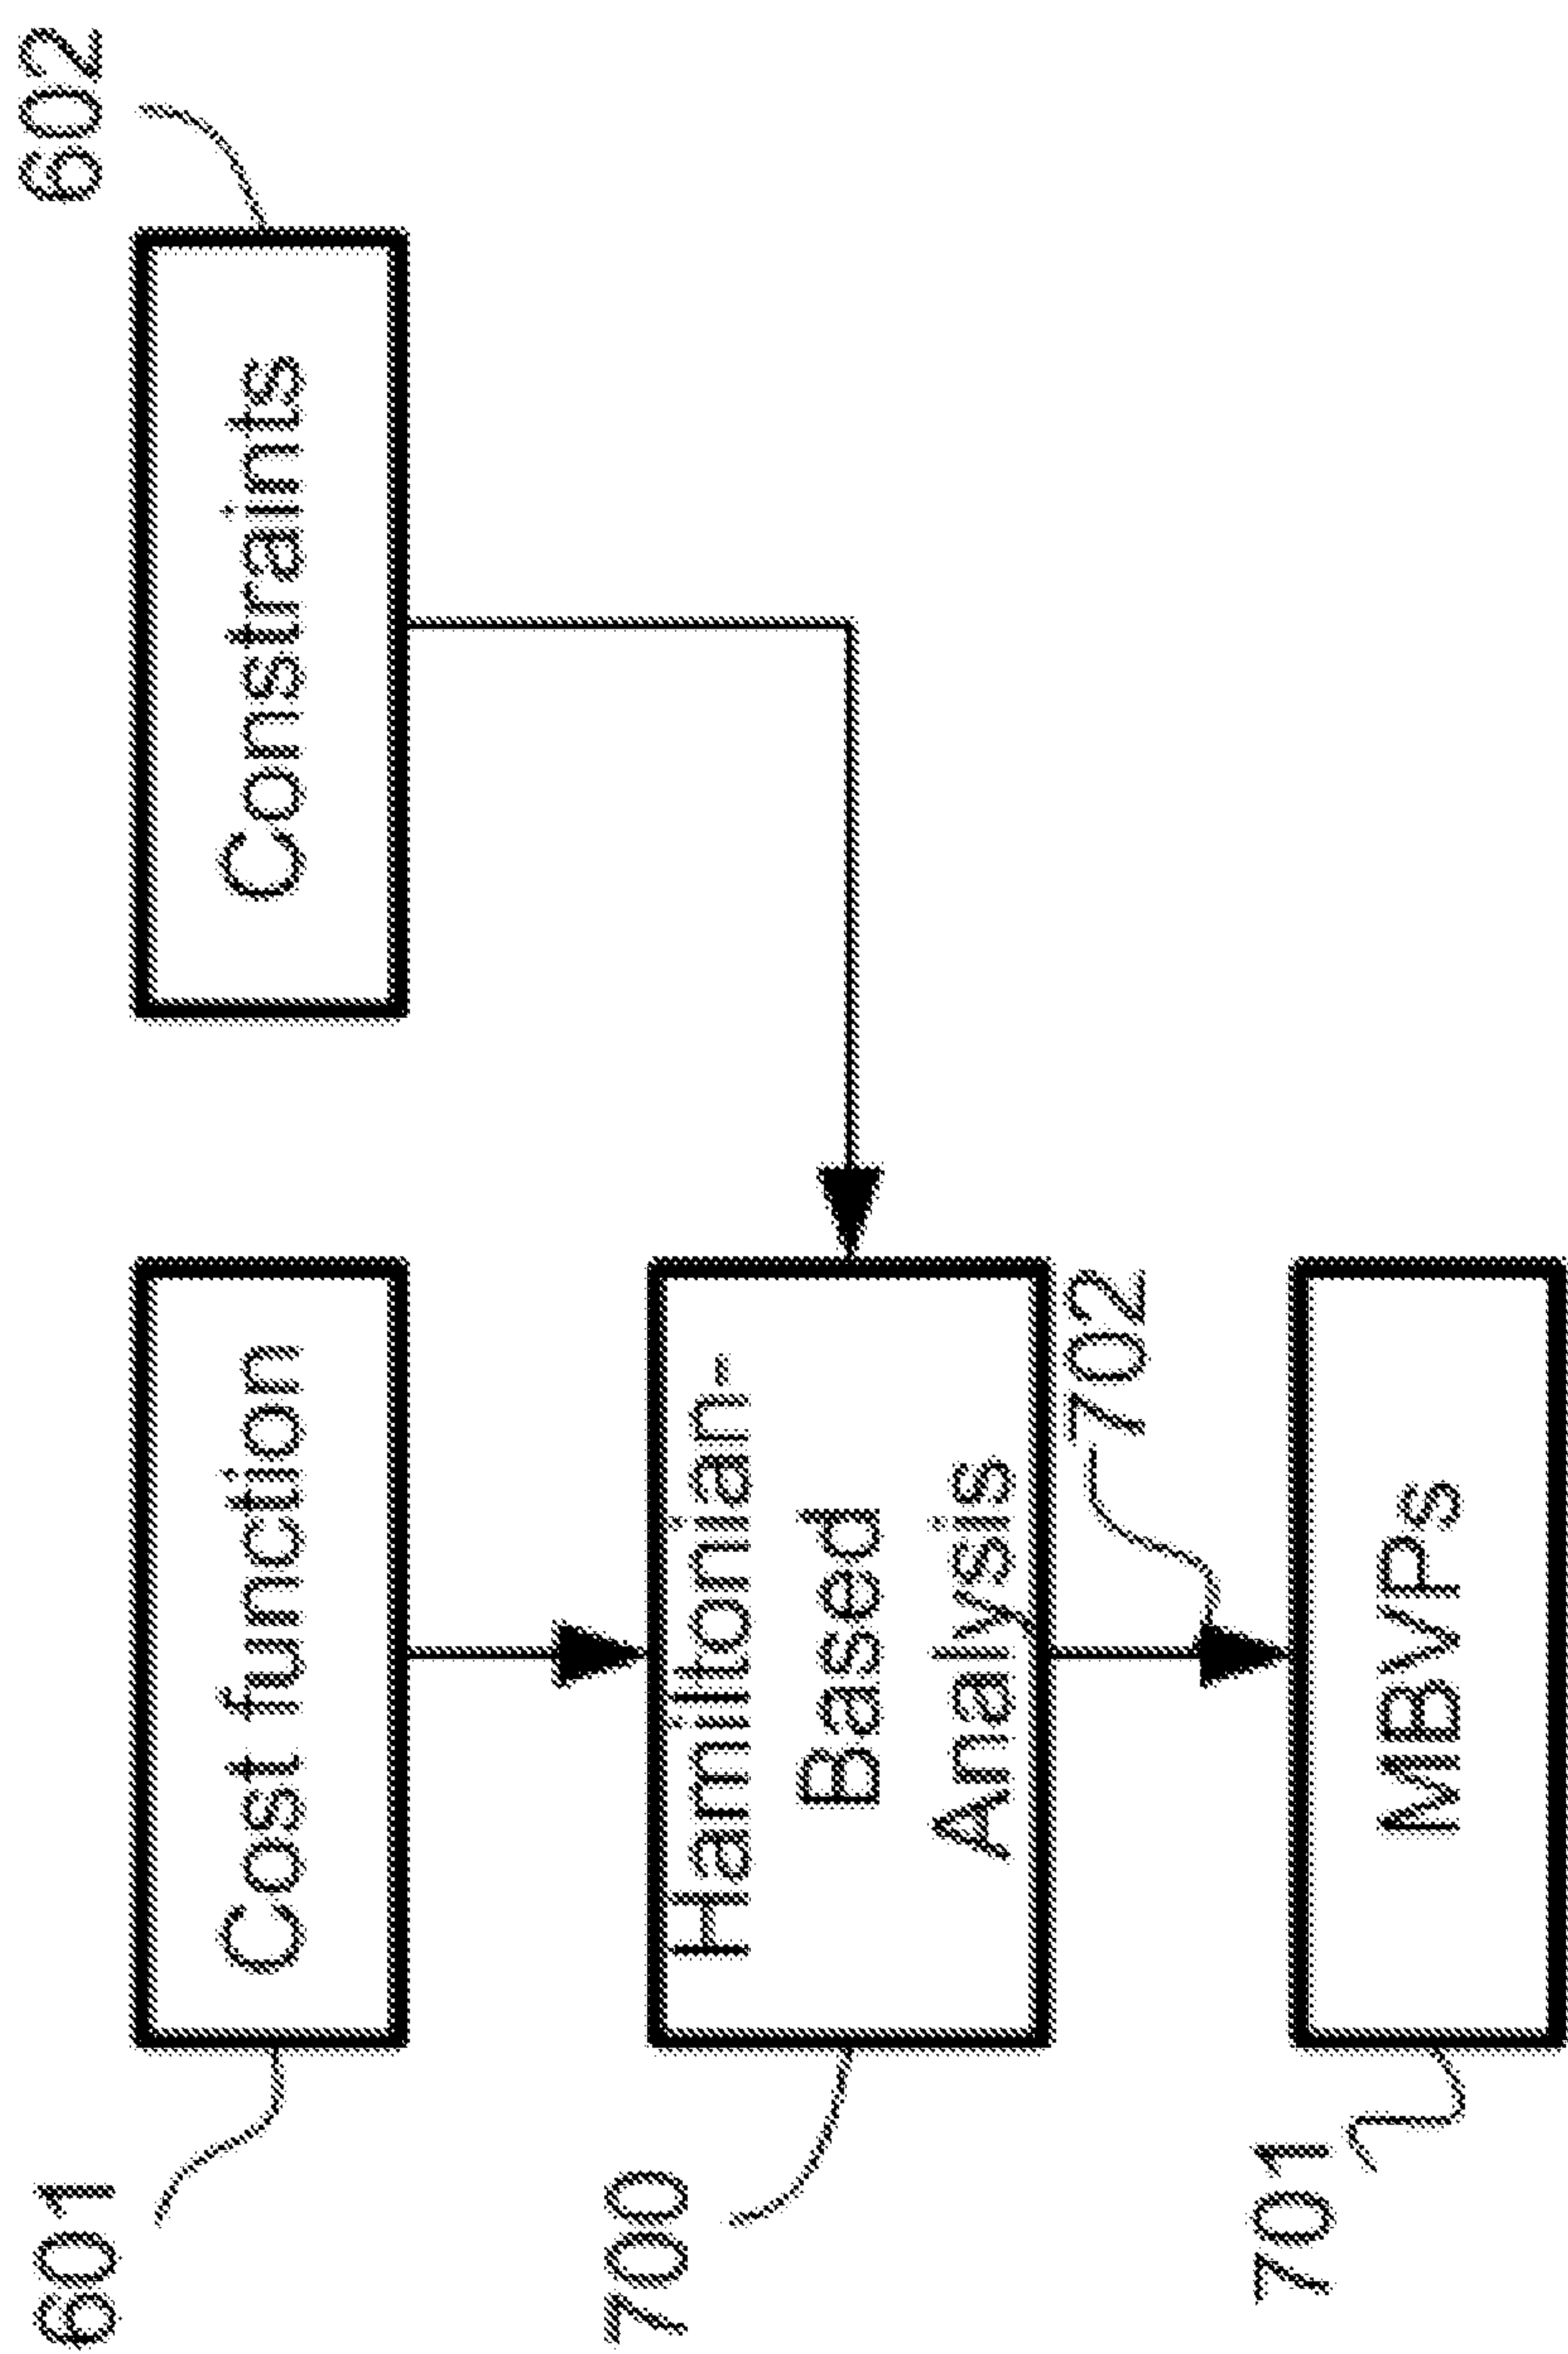 601
Cost function
Constraints
602
700
Hamiltonian-
Based
Analysis
702
701
MBVPs